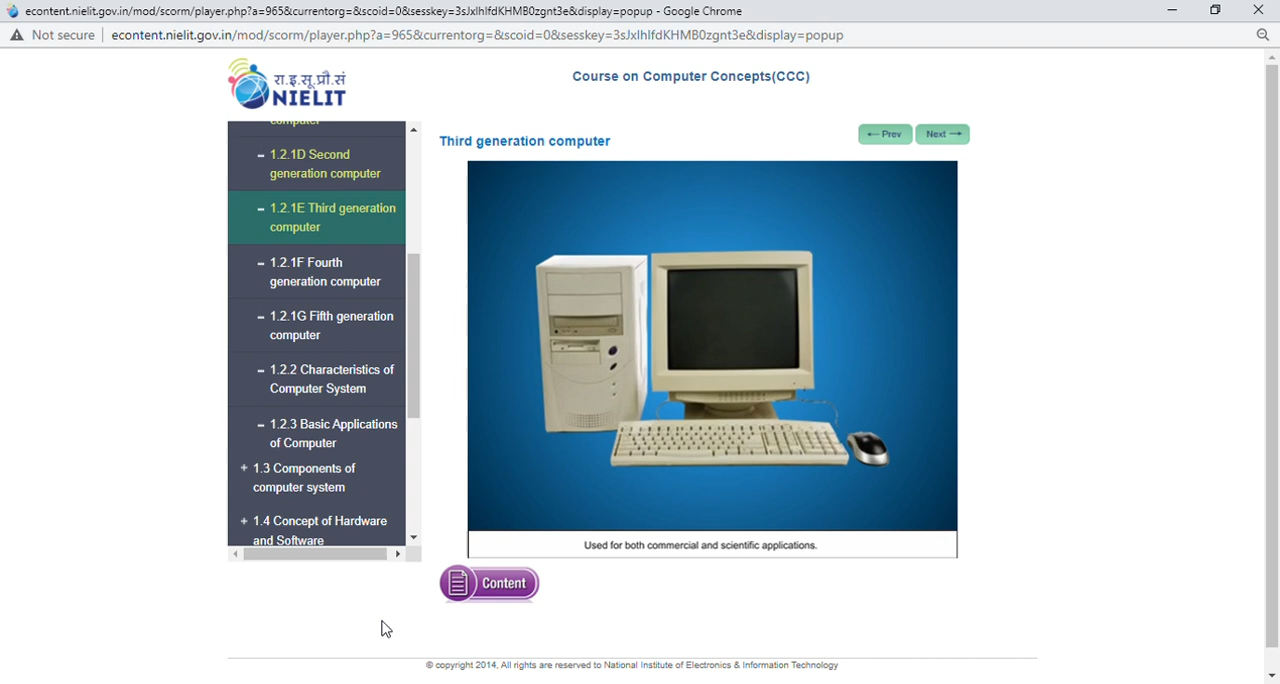 econtent.nielit.gov.in/mod/scorm/player.php?a=965&currentorg=&scoid=0&sesskey=3sJxlhIfdKHMB0zgnt3e&display=popup - Google Chrome
Not secure econtent.nielit.gov.in/mod/scorm/player.php?a=965&currentorg=&scoid=0&sesskey=3sJxlhIfdKHMB0zgnt3e&display=popup
रा.इ.सू.प्रौ.सं
NIELIT
Course on Computer Concepts(CCC)
computer
1.2.1D Second
generation computer
1.2.1E Third generation
computer
1.2.1F Fourth
generation computer
1.2.1G Fifth generation
computer
1.2.2 Characteristics of
Computer System
1.2.3 Basic Applications
of Computer
+ 1.3 Components of
computer system
+ 1.4 Concept of Hardware
and Software
Third generation computer
← Prev
Next →
Used for both commercial and scientific applications.
Content
© copyright 2014, All rights are reserved to National Institute of Electronics & Information Technology